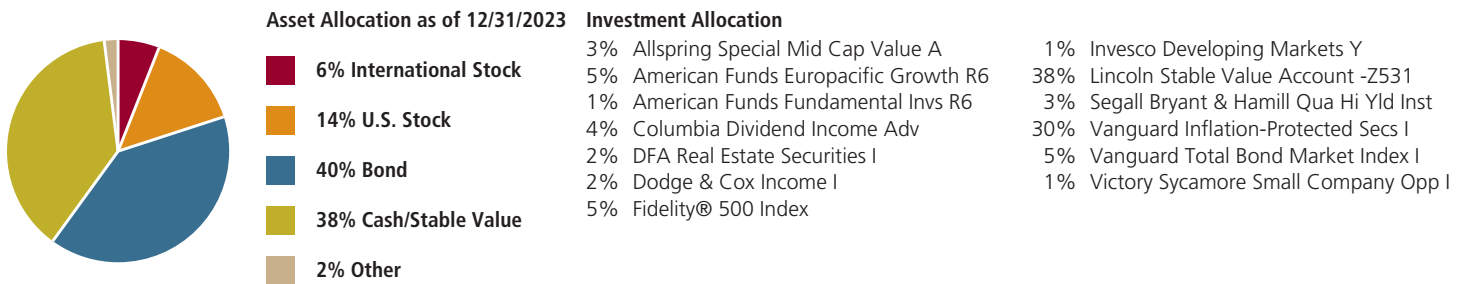 Asset Allocation as of 12/31/2023
6% International Stock
14% U.S. Stock
40% Bond
38% Cash/Stable Value
2% Other
Investment Allocation
3% Allspring Special Mid Cap Value A
5% American Funds Europacific Growth R6
1% American Funds Fundamental Invs R6
4% Columbia Dividend Income Adv
2% DFA Real Estate Securities I
2% Dodge & Cox Income I
5% Fidelity® 500 Index
1% Invesco Developing Markets Y
38% Lincoln Stable Value Account -Z531
3% Segall Bryant & Hamill Qua Hi Yld Inst
30% Vanguard Inflation-Protected Secs I
5% Vanguard Total Bond Market Index I
1% Victory Sycamore Small Company Opp I